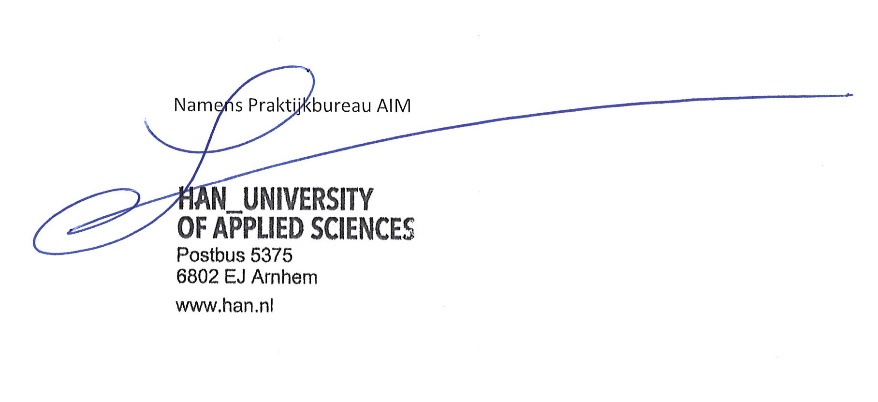 Namens Praktijkbureau AIM
HAN_UNIVERSITY
OF APPLIED SCIENCES
Postbus 5375
6802 EJ Arnhem
www.han.nl